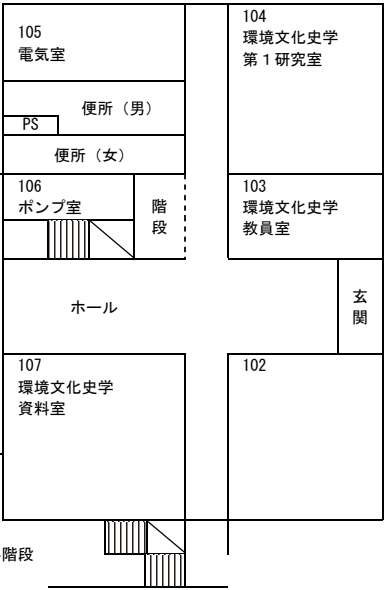 105
電気室
104
環境文化史学
第１研究室
便所（男）
PS
便所（女）
106
ポンプ室
階段
103
環境文化史学
教員室
ホール
玄関
107
環境文化史学
資料室
102
階段